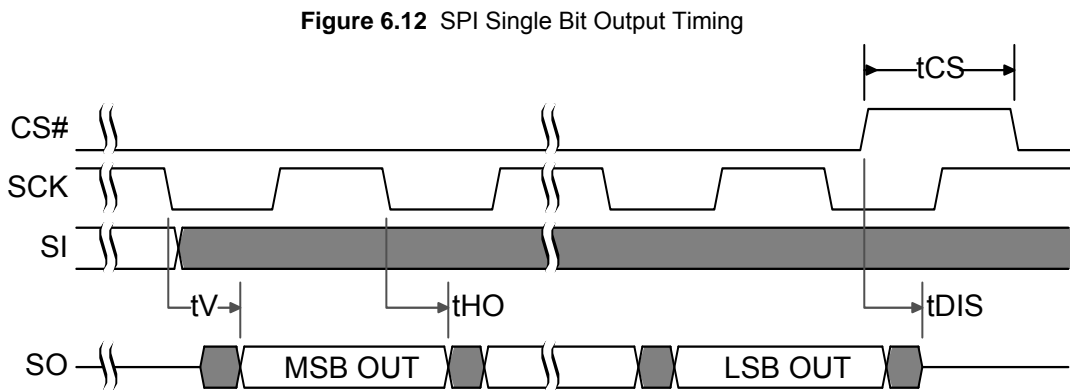 Figure 6.12 SPI Single Bit Output Timing
tCS
CS#
SCK
SI
tV
tHO
tDIS
SO
MSB OUT
LSB OUT